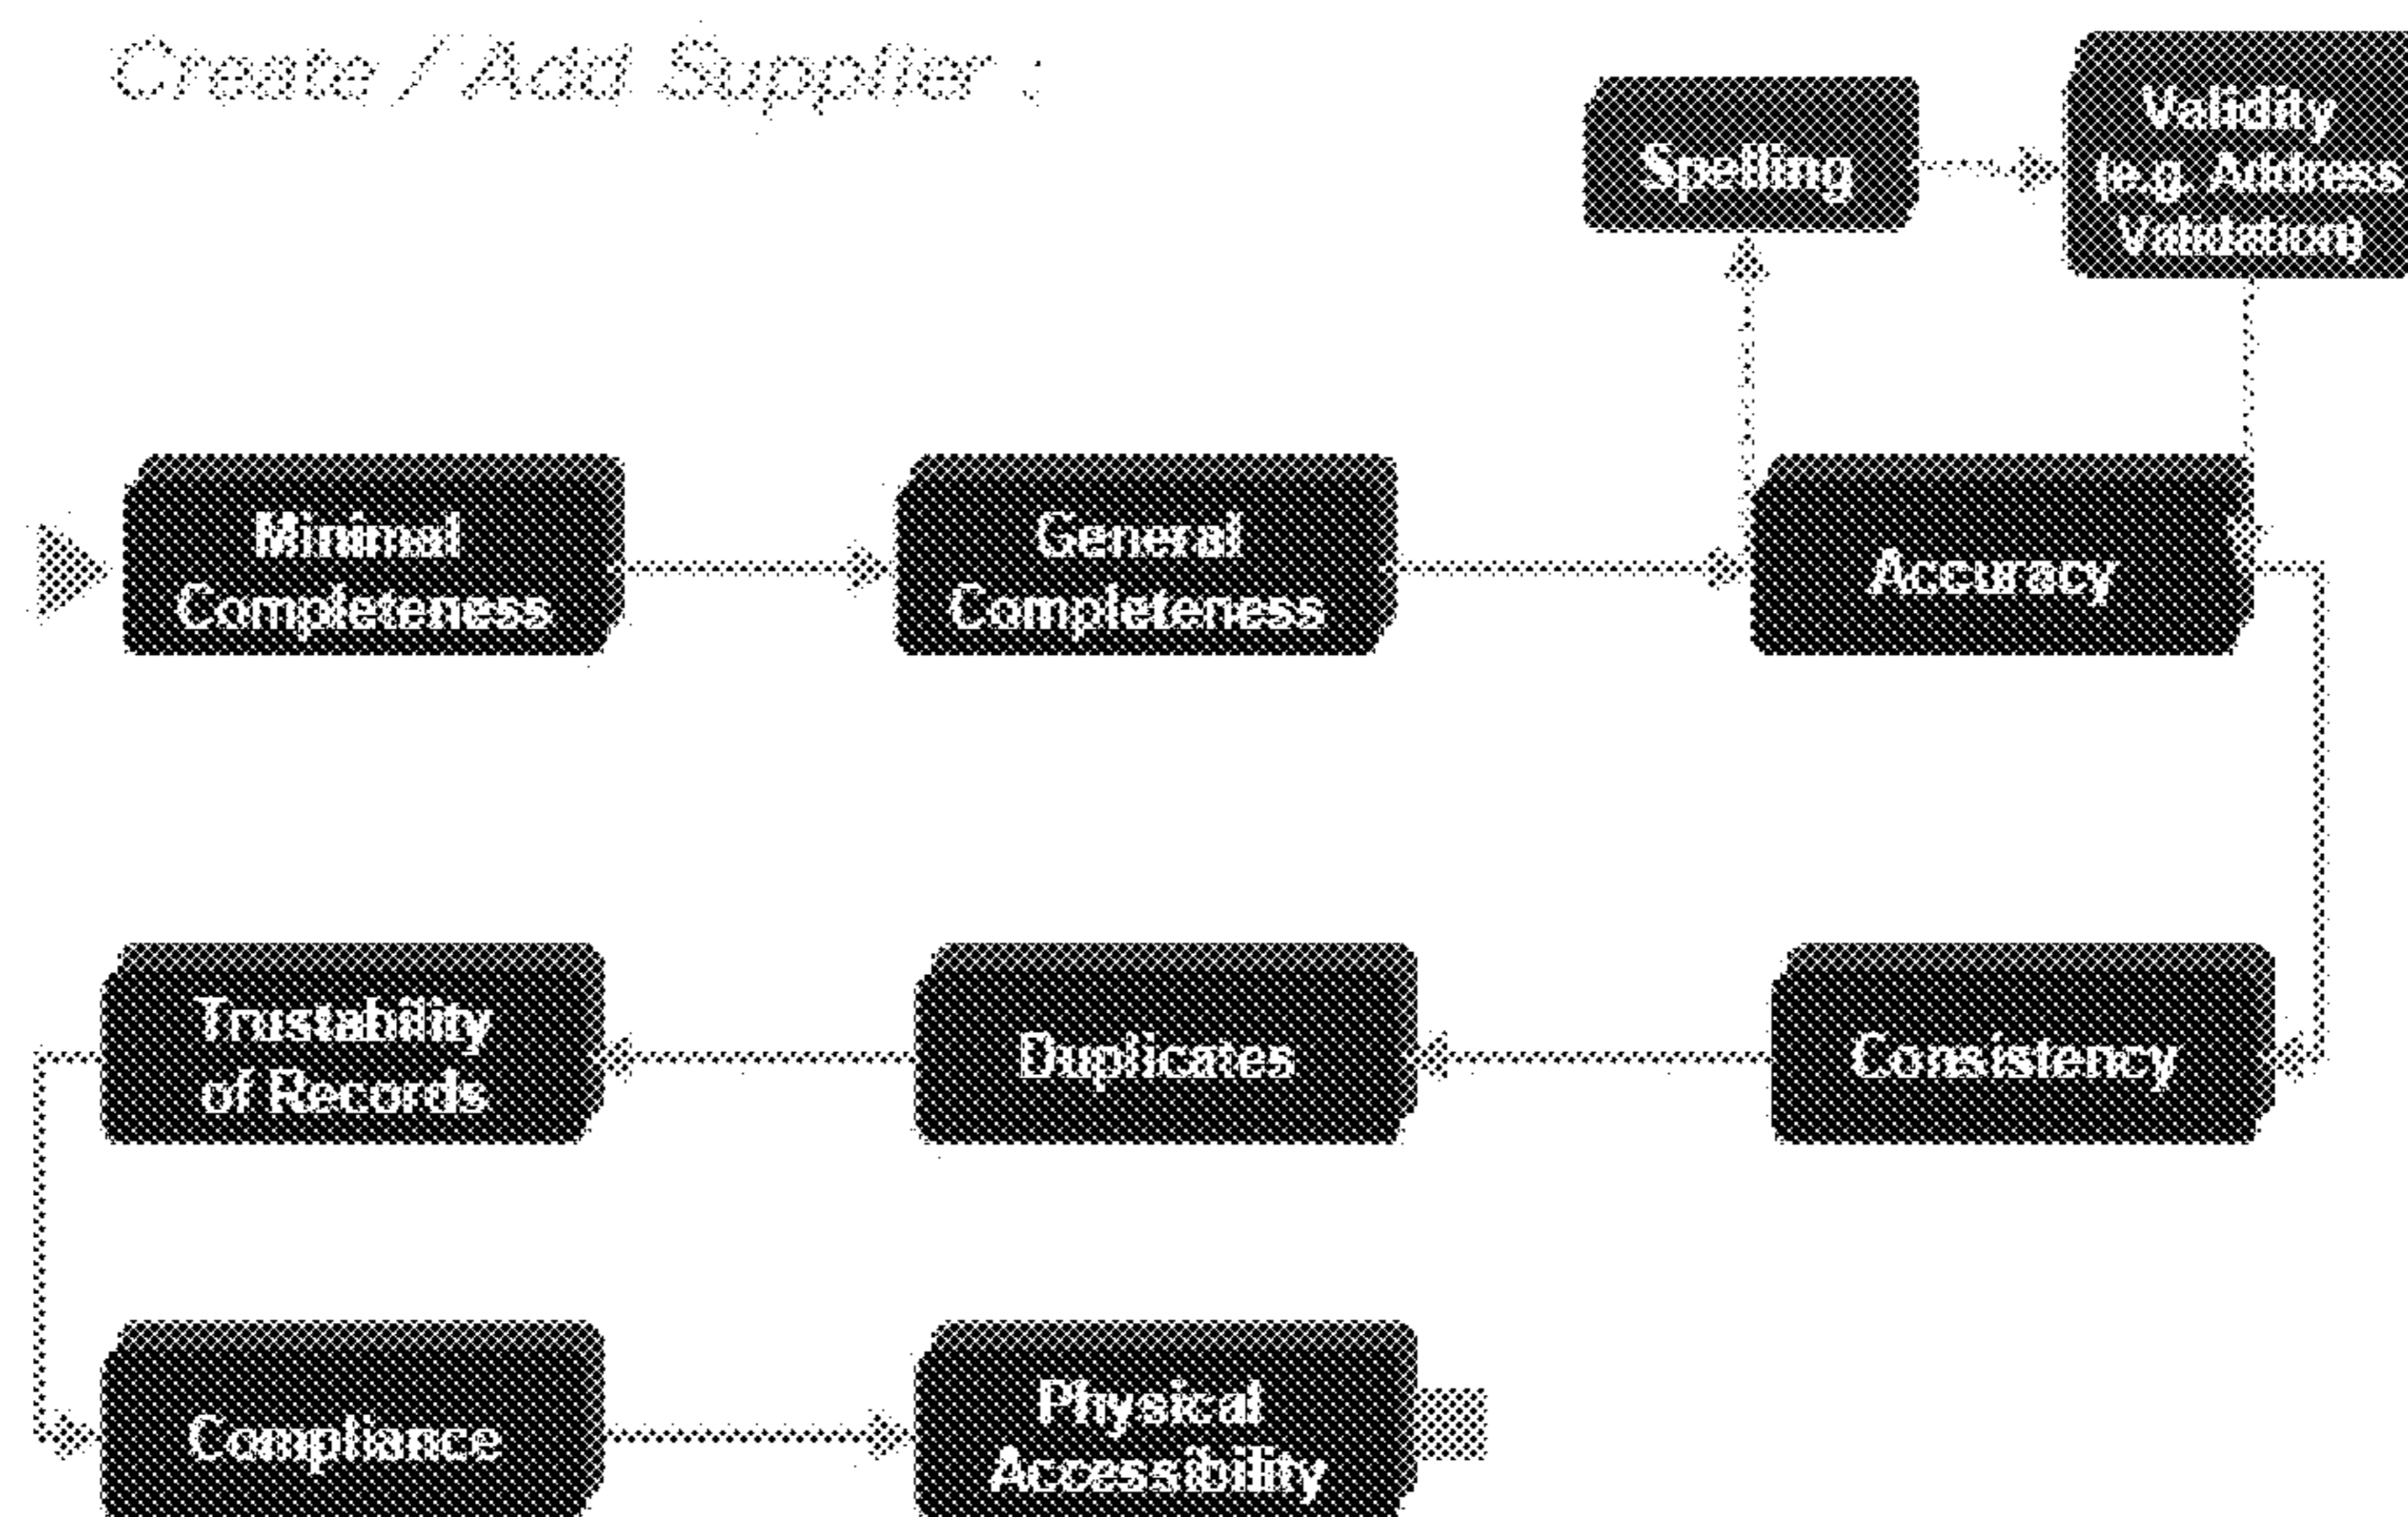 Create / Add Supplier :
Spelling
Validity
(e.g. Address
Validation)
Minimal
Completeness
General
Completeness
Accuracy
Trustability
of Records
Duplicates
Consistency
Compliance
Physical
Accessibility